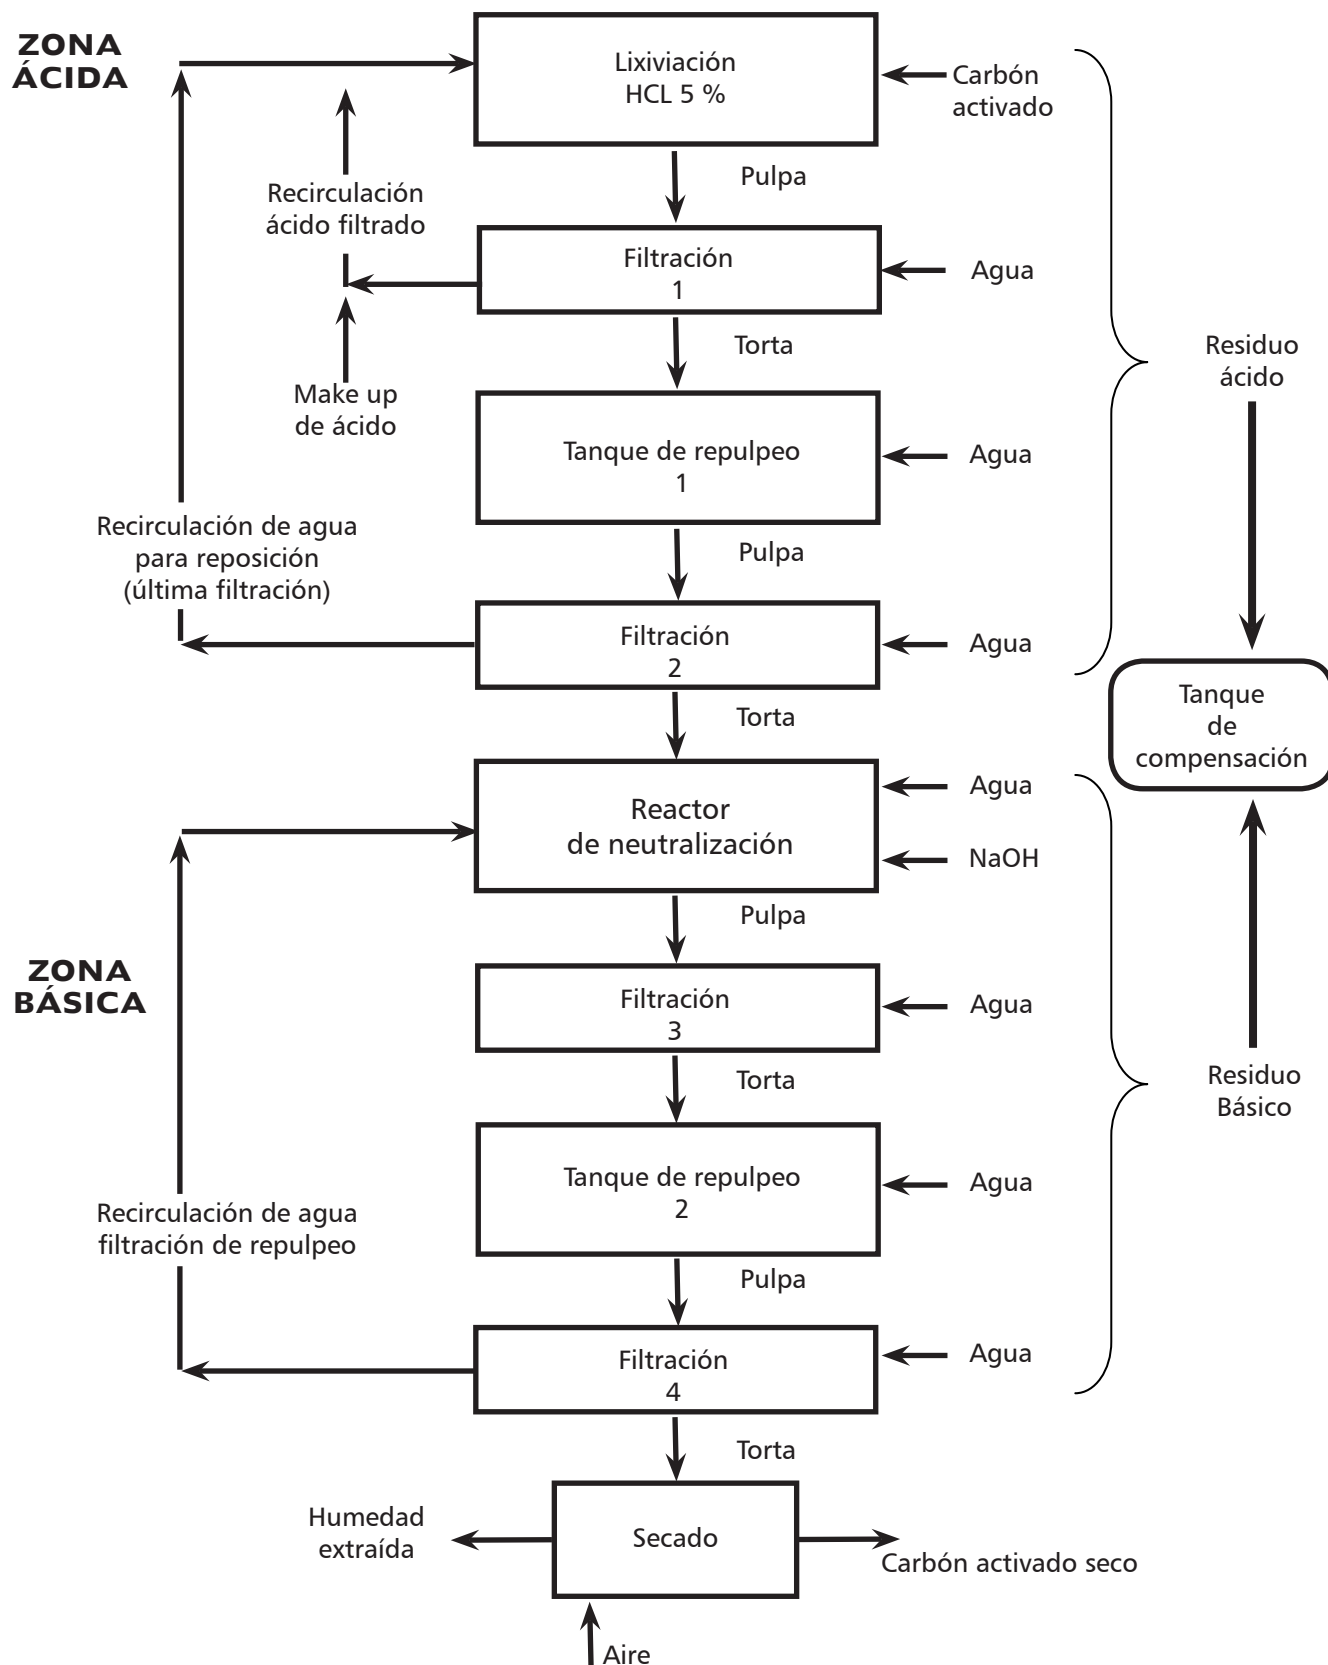 ZONA
ÁCIDA
Lixiviación
HCL 5 %
Carbón
activado
Pulpa
Recirculación
ácido filtrado
Filtración
1
Agua
Torta
Make up
de ácido
Residuo
ácido
Tanque de repulpeo
1
Agua
Recirculación de agua
para reposición
(última filtración)
Pulpa
Filtración
2
Agua
Tanque
de
compensación
Torta
Reactor
de neutralización
Agua
NaOH
Pulpa
ZONA
BÁSICA
Filtración
3
Agua
Torta
Residuo
Básico
Tanque de repulpeo
2
Agua
Recirculación de agua
filtración de repulpeo
Pulpa
Filtración
4
Agua
Torta
Humedad
extraída
Secado
Carbón activado seco
Aire